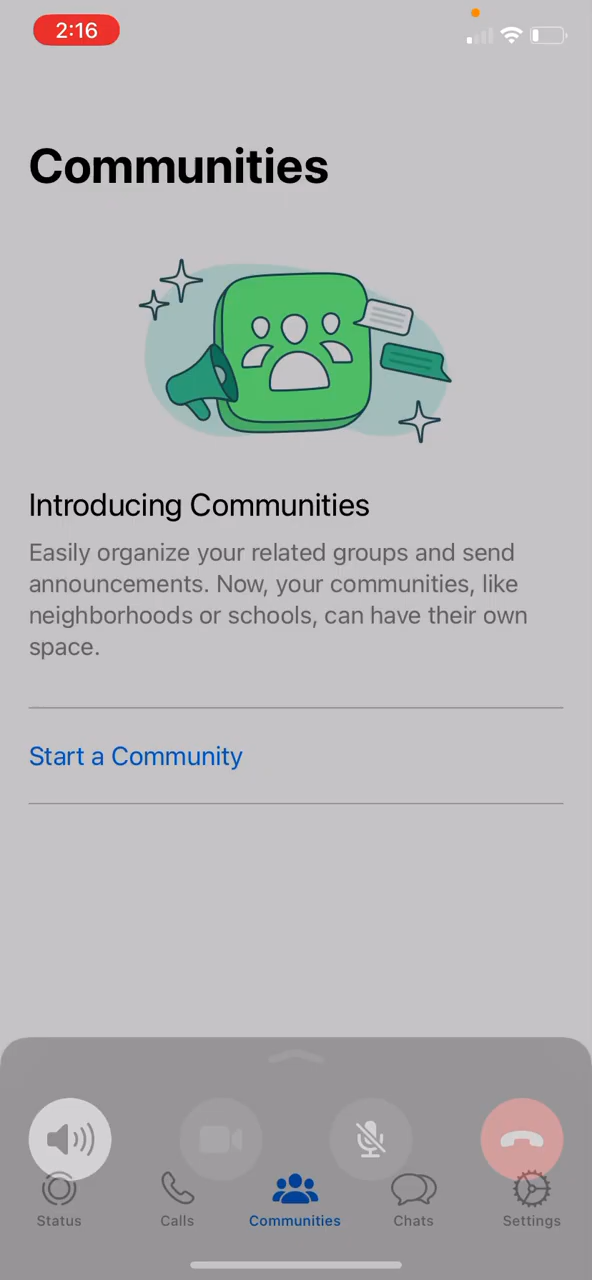 2:16
Communities
Introducing Communities
Easily organize your related groups and send
announcements. Now, your communities, like
neighborhoods or schools, can have their own
space.
Start a Community
Status
Calls
Communities
Chats
Settings